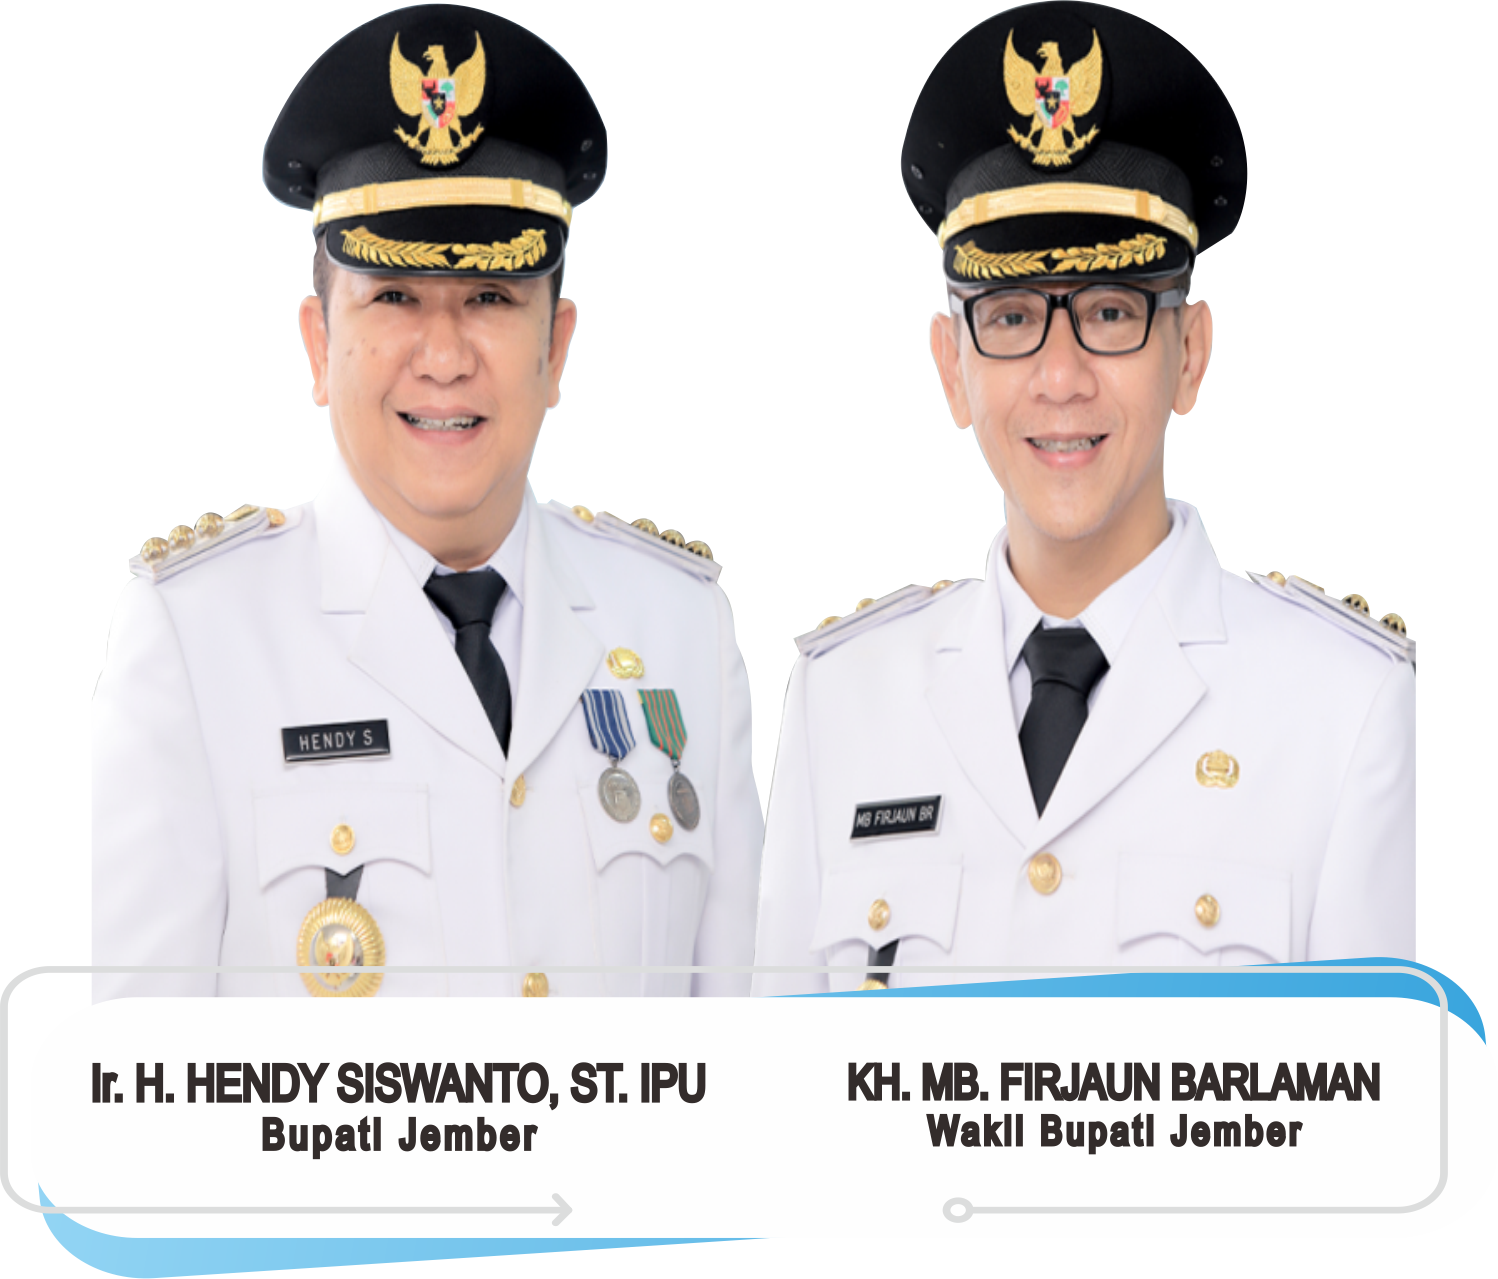 HENDY S
MB FIRJAUN BR
Ir. H. HENDY SISWANTO, ST. IPU
Bupati Jember
KH. MB. FIRJAUN BARLAMAN
Wakil Bupati Jember